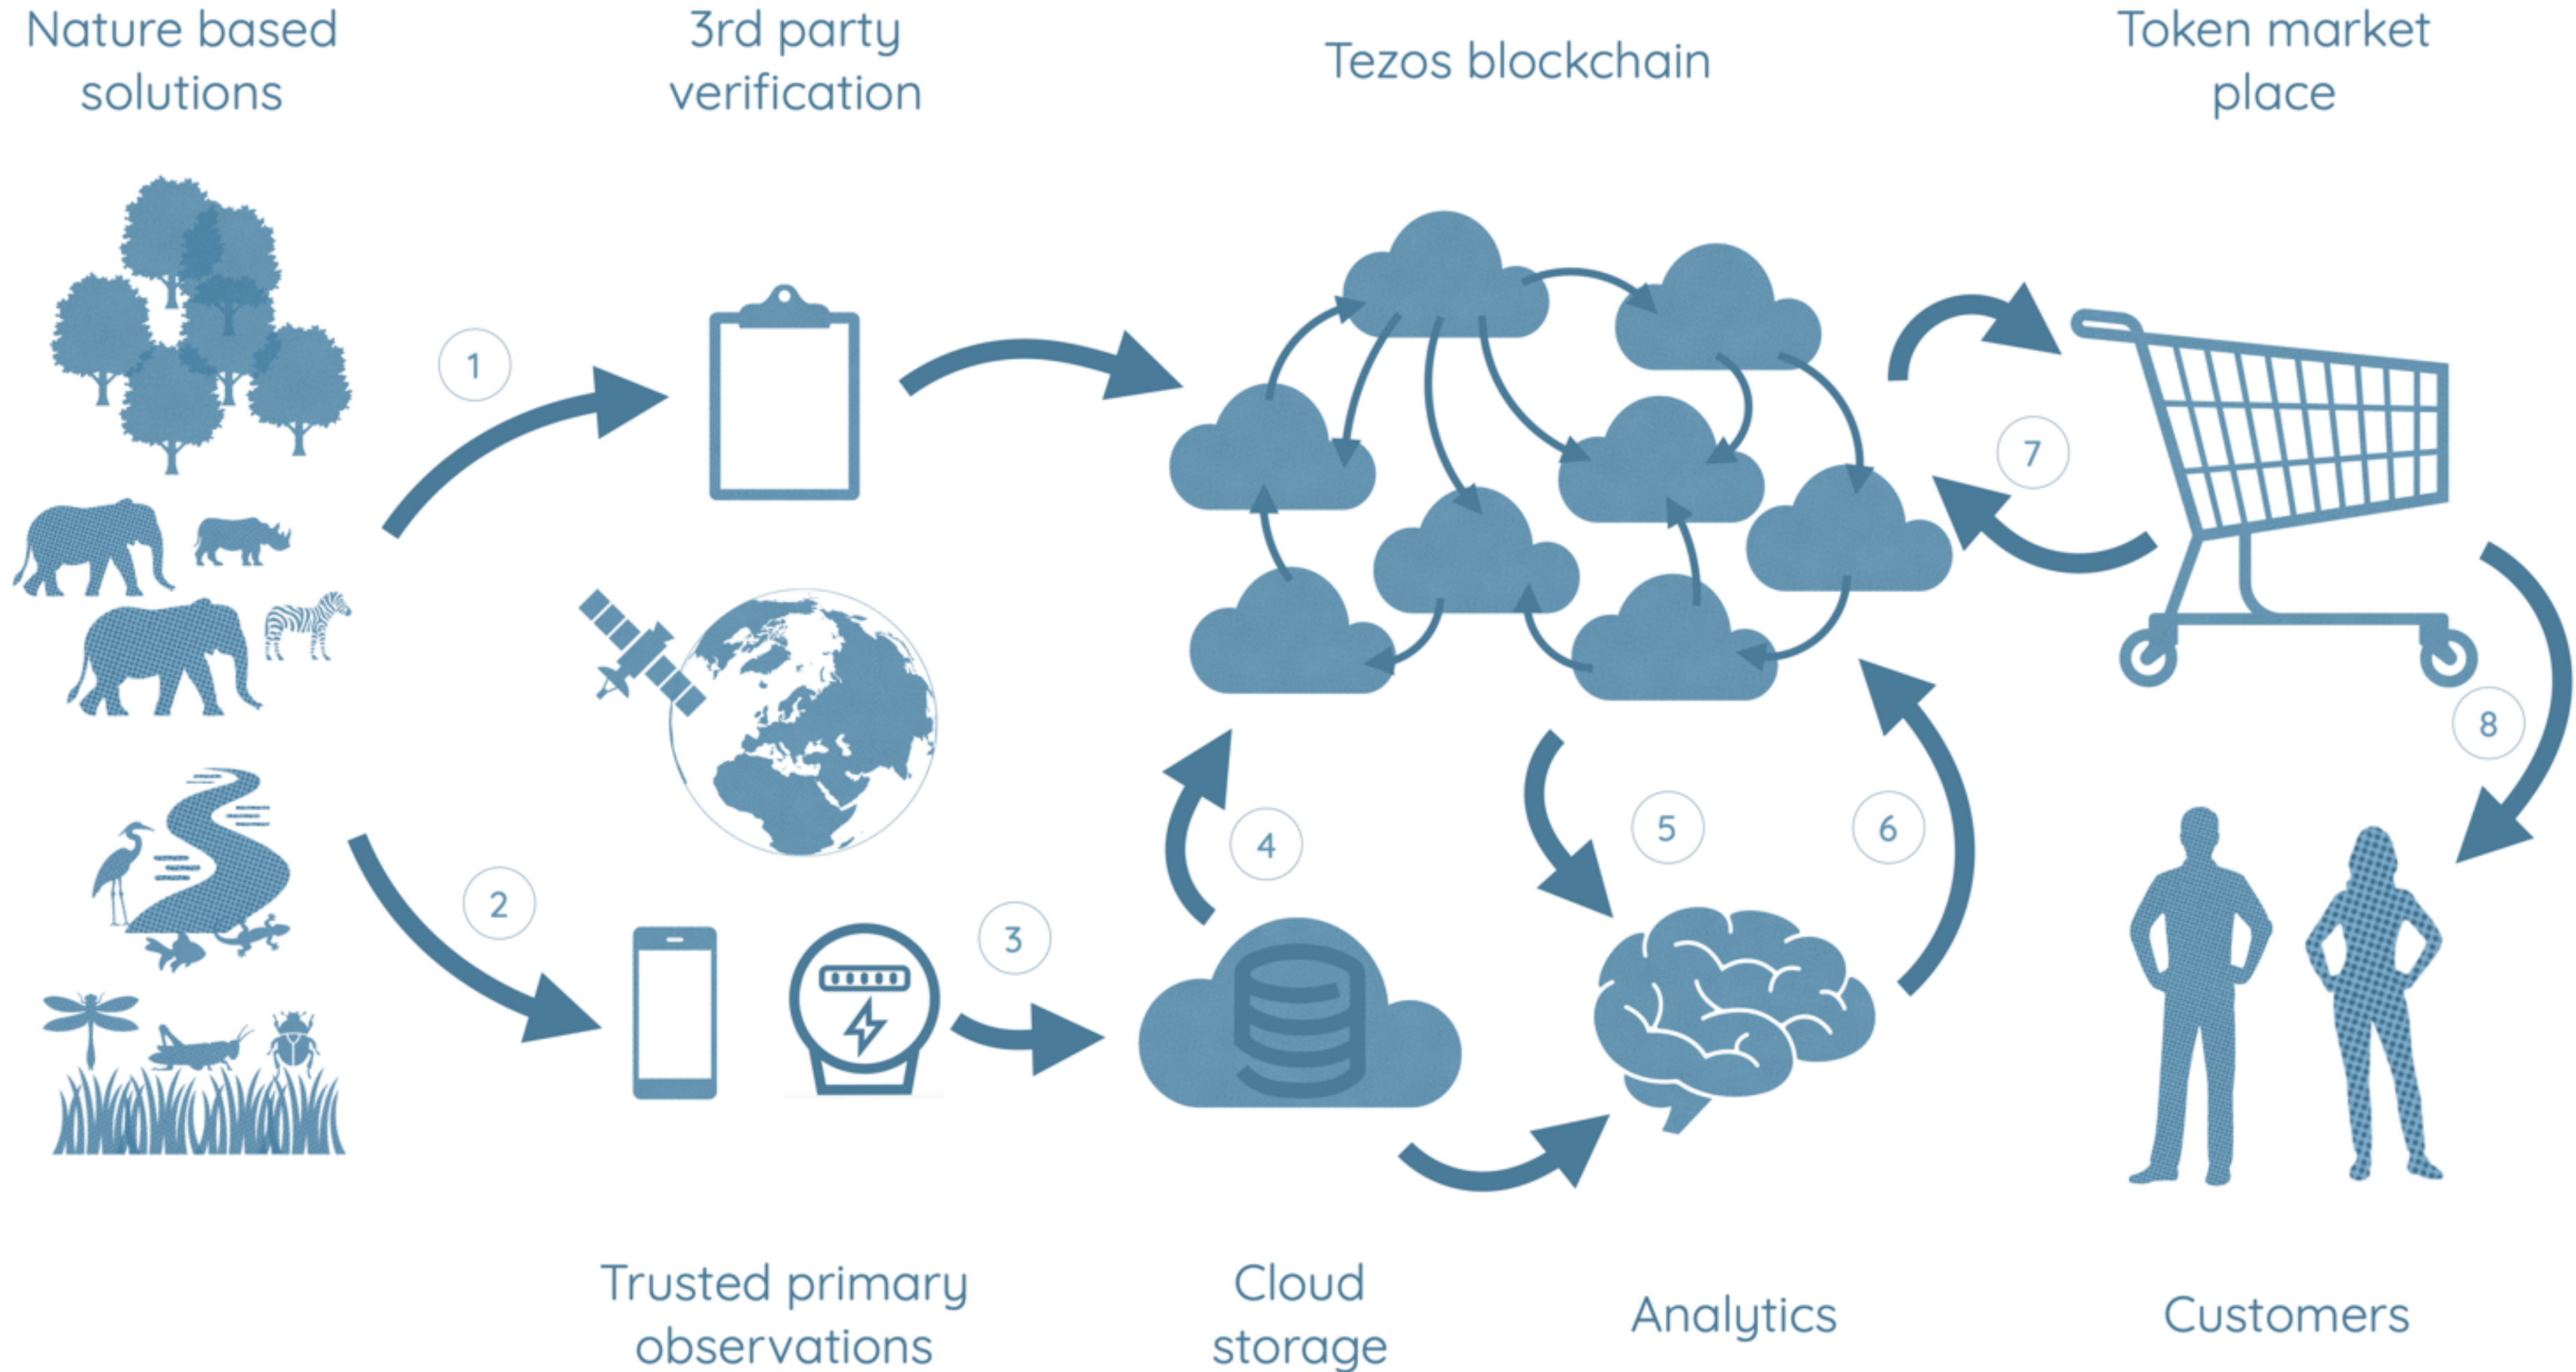 Nature based
solutions
3rd party
verification
Tezos blockchain
Token market
place
1
2
3
4
5
6
7
8
Trusted primary
observations
Cloud
storage
Analytics
Customers